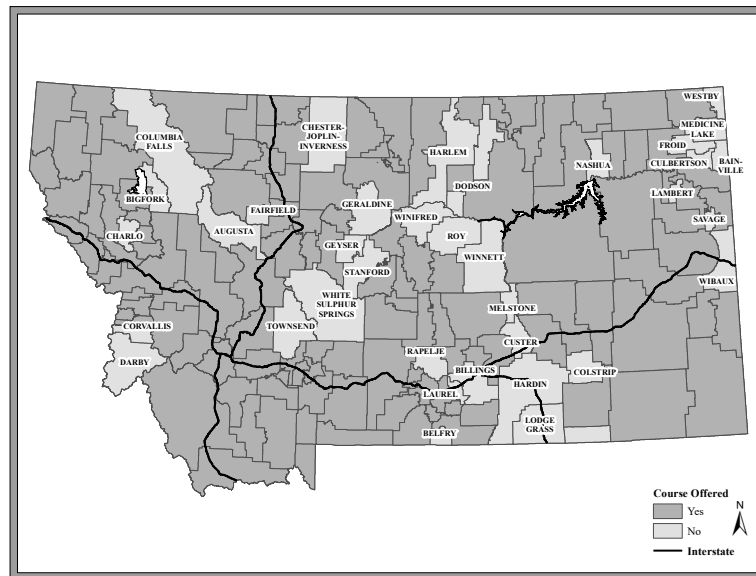 WESTBY
MEDICINE
LAKE
FROID
CULBERTSON
BAIN-
VILLE
CHESTER-
JOPLIN-
INVERNESS
COLUMBIA
FALLS
HARLEM
NASHUA
DODSON
LAMBERT
BIGFORK
GERALDINE
FAIRFIELD
WINIFRED
SAVAGE
CHARLO
AUGUSTA
ROY
GEYSER
WINNETT
STANFORD
WIBAUX
WHITE
SULPHUR
SPRINGS
MELSTONE
CORVALLIS
TOWNSEND
CUSTER
RAPELJE
DARBY
BILLINGS
COLSTRIP
HARDIN
LAUREL
LODGE
GRASS
BELFRY
Course Offered
Yes
No
Interstate
N